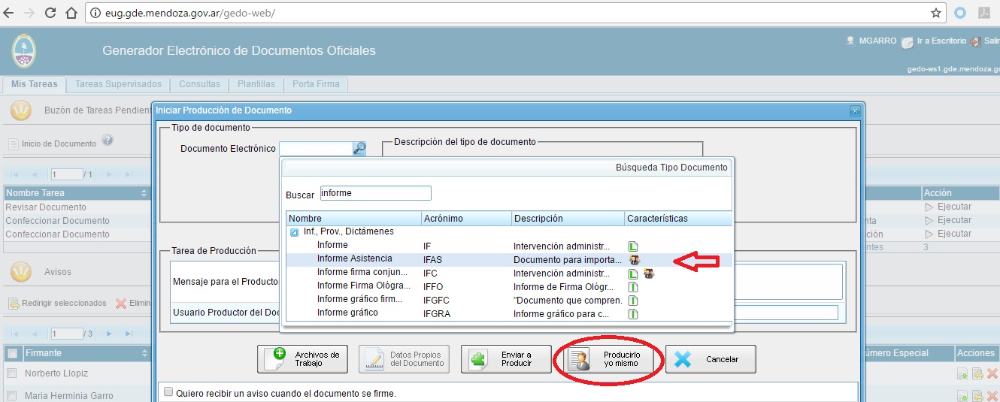 eug.gde.mendoza.gov.ar/gedo-web/
Generador Electrónico de Documentos Oficiales
MGARRO Ir a Escritorio Salir
gedo-ws1.gde.mendoza.go
Mis Tareas Tareas Supervisados Consultas Plantillas Porta Firma
Iniciar Producción de Documento
Buzón de Tareas Pendient
Tipo de documento
Inicio de Documento
Documento Electrónico
Descripción del tipo de documento
Búsqueda Tipo Documento
1 / 1
Buscar informe
Nombre Tarea
Acción
Revisar Documento
Ejecutar
Confeccionar Documento
nta Ejecutar
Confeccionar Documento
ción Ejecutar
entes 3
Nombre Acrónimo Descripción Características
Inf., Prov., Dictámenes
Informe IF Intervención administr...
Informe Asistencia IFAS Documento para importa...
Informe firma conjun... IFC Intervención administr...
Informe Firma Ológra... IFFO Informe de Firma Ológr...
Informe gráfico firm... IFGFC "Documento que compren.
Informe gráfico IFGRA Informe gráfico para c...
Tarea de Producción
Avisos
Mensaje para el Productor
Redirigir seleccionados Elimin
Usuario Productor del Doc
1 / 3
Firmante
úmero Especial Acciones
Archivos de Trabajo
Datos Propios del Documento
Enviar a Producir
Producirlo yo mismo
Cancelar
Norberto Llopiz
Maria Herminia Garro
Quiero recibir un aviso cuando el documento se firme.